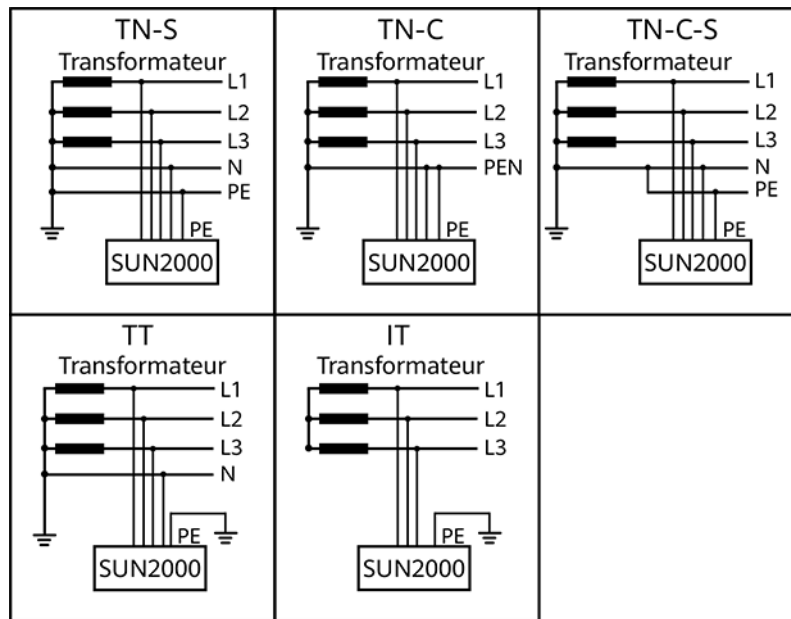 TN-S
Transformateur
L1
L2
L3
N
PE
PE
SUN2000
TN-C
Transformateur
L1
L2
L3
PEN
PE
SUN2000
TN-C-S
Transformateur
L1
L2
L3
N
PE
PE
SUN2000
TT
Transformateur
L1
L2
L3
N
PE
SUN2000
IT
Transformateur
L1
L2
L3
PE
SUN2000